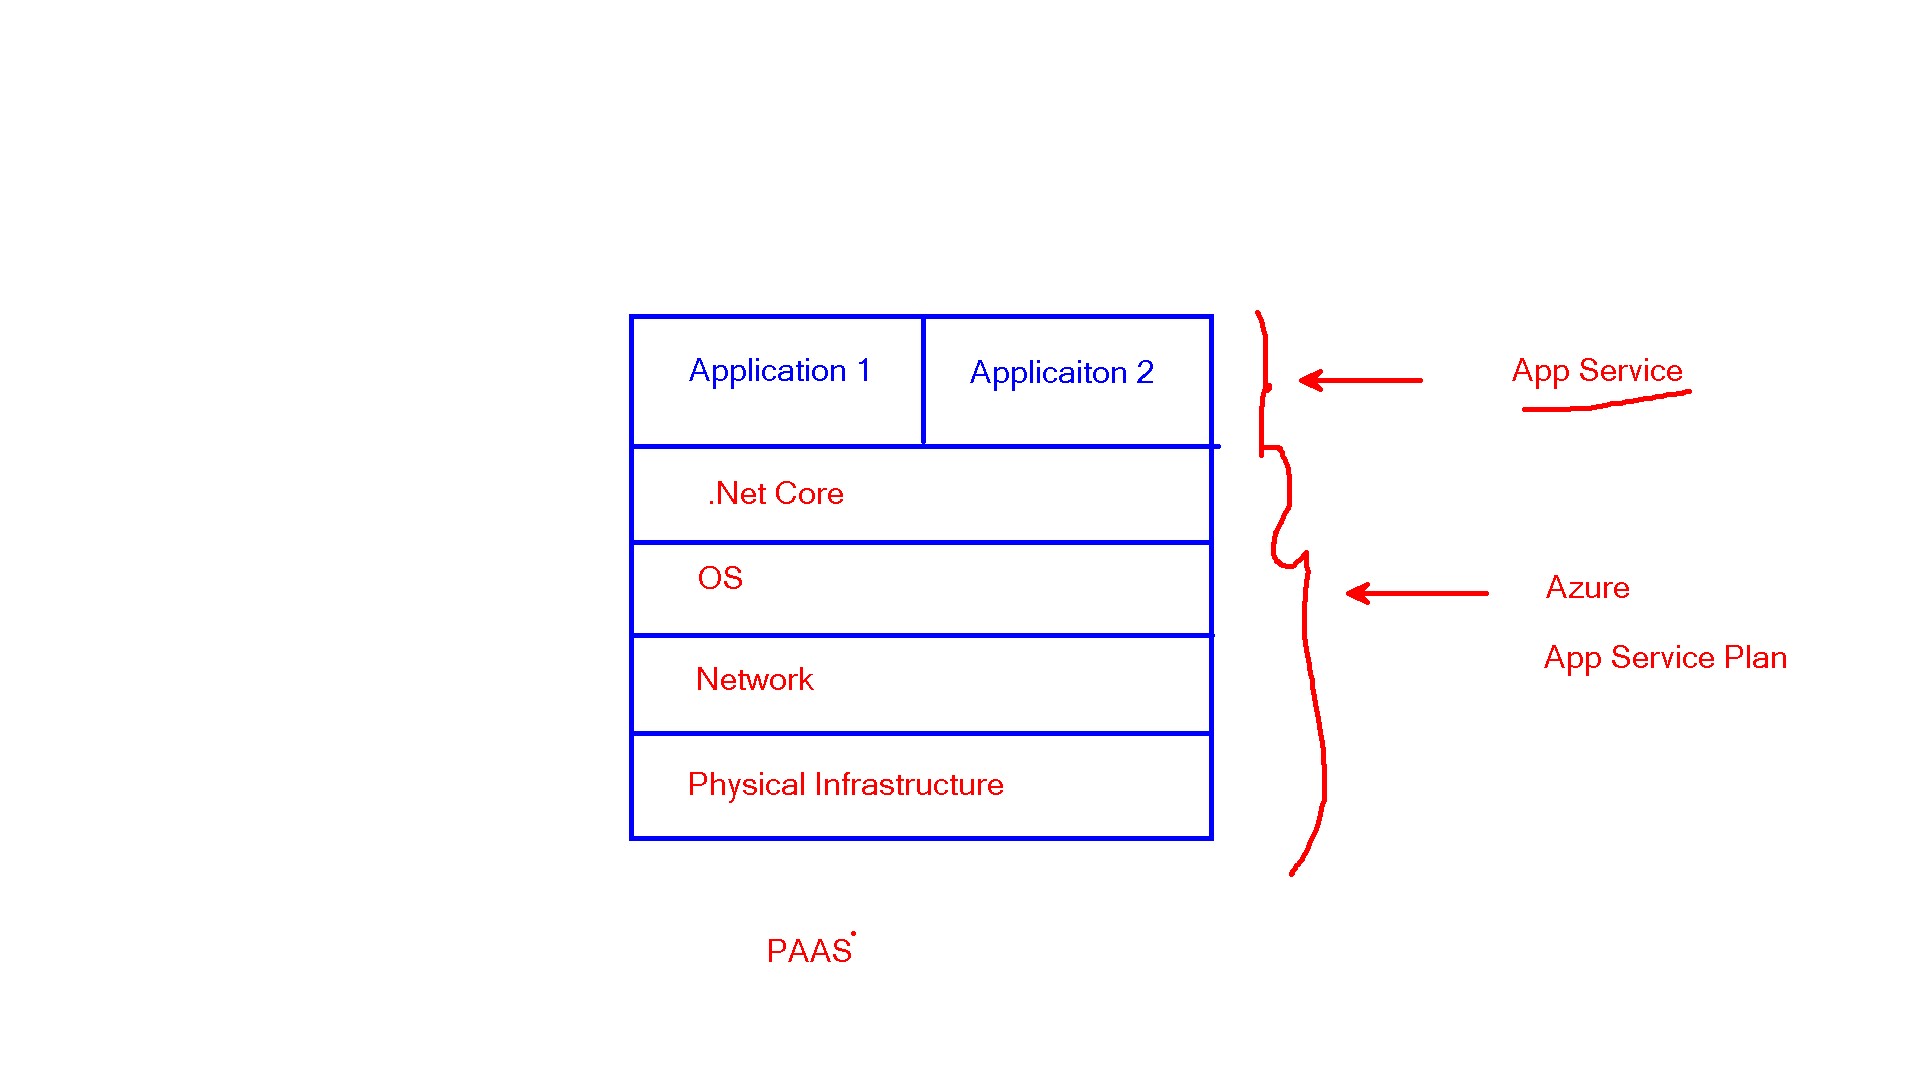 Application 1
Applicaiton 2
App Service
.Net Core
OS
Azure
Network
App Service Plan
Physical Infrastructure
PAAS